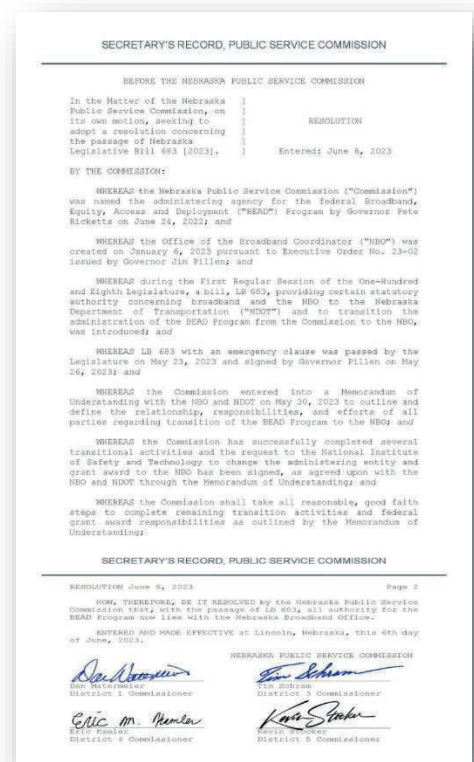 SECRETARY'S RECORD, PUBLIC SERVICE COMMISSION
BEFORE THE NEBRASKA PUBLIC SERVICE COMMISSION
In the Matter of the Nebraska ]
Public Service Commission, on ]
its own motion, seeking to ] RESOLUTION
adopt a resolution concerning ]
the passage of Nebraska ]
Legislative Bill 683 [2023]. ] Entered: June 6, 2023
BY THE COMMISSION:
WHEREAS the Nebraska Public Service Commission ("Commission")
was named the administering agency for the federal Broadband,
Equity, Access and Deployment ("BEAD") Program by Governor Pete
Ricketts on June 24, 2022; and
WHEREAS the Office of the Broadband Coordinator ("NBO") was
created on January 6, 2023 pursuant to Executive Order No. 23-02
issued by Governor Jim Pillen; and
WHEREAS during the First Regular Session of the One-Hundred
and Eighth Legislature, a bill, LB 683, providing certain statutory
authority concerning broadband and the NBO to the Nebraska
Department of Transportation ("NDOT") and to transition the
administration of the BEAD Program from the Commission to the NBO,
was introduced; and
WHEREAS LB 683 with an emergency clause was passed by the
Legislature on May 23, 2023 and signed by Governor Pillen on May
26, 2023; and
WHEREAS the Commission entered into a Memorandum of
Understanding with the NBO and NDOT on May 30, 2023 to outline and
define the relationship, responsibilities, and efforts of all
parties regarding transition of the BEAD Program to the NBO; and
WHEREAS the Commission has successfully completed several
transitional activities and the request to the National Institute
of Safety and Technology to change the administering entity and
grant award to the NBO has been signed, as agreed upon with the
NBO and NDOT through the Memorandum of Understanding; and
WHEREAS the Commission shall take all reasonable, good faith
steps to complete remaining transition activities and federal
grant award responsibilities as outlined by the Memorandum of
Understanding;
SECRETARY'S RECORD, PUBLIC SERVICE COMMISSION
RESOLUTION June 6, 2023 Page 2
NOW, THEREFORE, BE IT RESOLVED by the Nebraska Public Service
Commission that, with the passage of LB 683, all authority for the
BEAD Program now lies with the Nebraska Broadband Office.
ENTERED AND MADE EFFECTIVE at Lincoln, Nebraska, this 6th day
of June, 2023.
NEBRASKA PUBLIC SERVICE COMMISSION
Dan Watermeier Tim Schram
Dan Watermeier Tim Schram
District 1 Commissioner District 3 Commissioner
Eric M. Kamler Kevin Stocker
Eric Kamler Kevin Stocker
District 4 Commissioner District 5 Commissioner